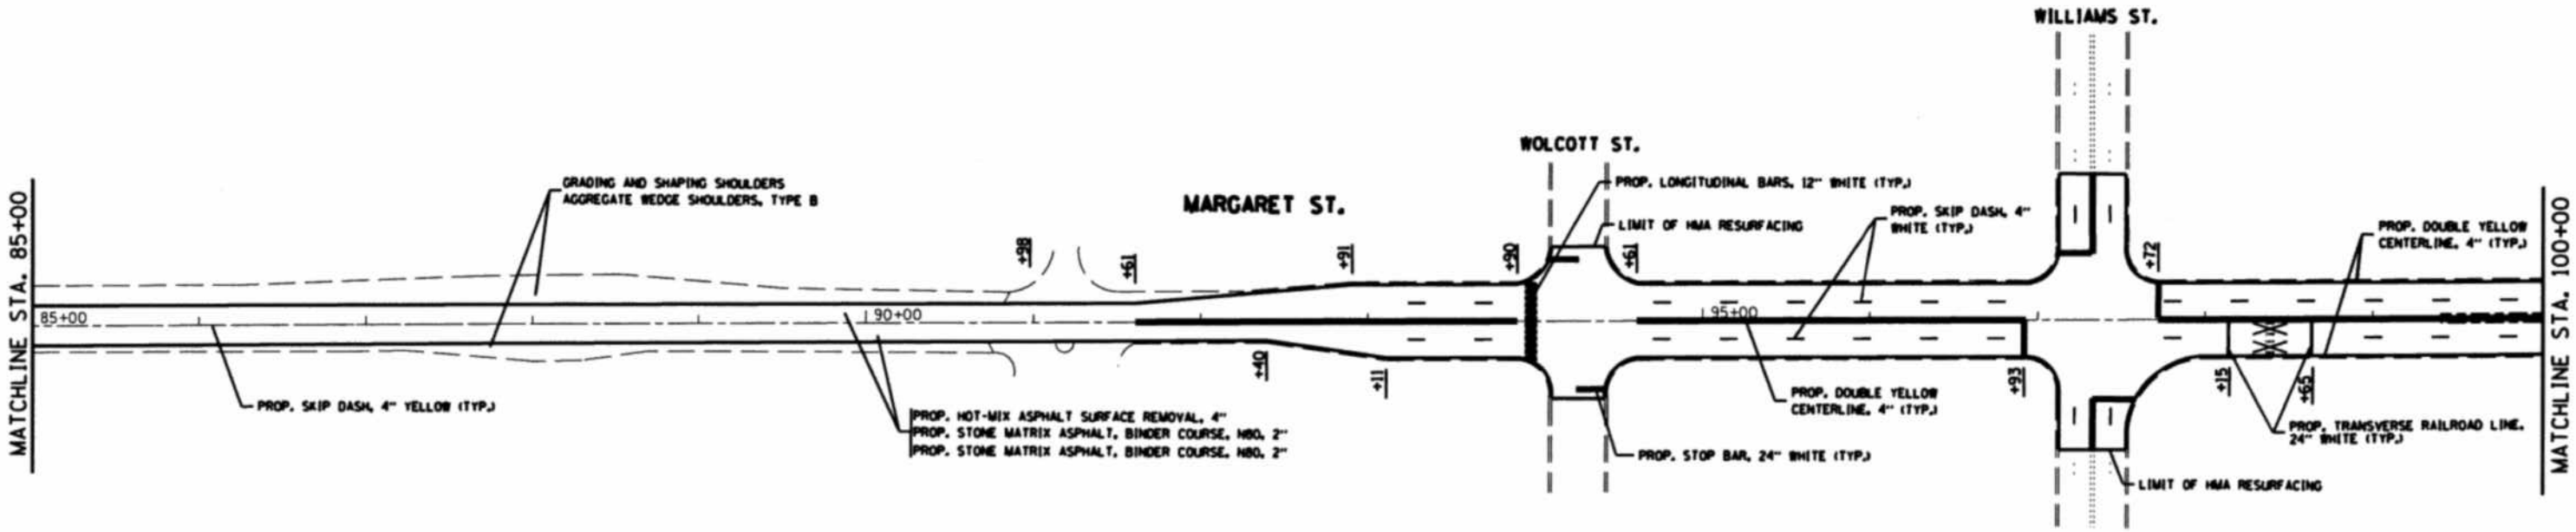 WILLIAMS ST.
WOLCOTT ST.
MARGARET ST.
MATCHLINE STA. 85+00
GRADING AND SHAPING SHOULDERS
AGGREGATE WEDGE SHOULDERS, TYPE B
PROP. LONGITUDINAL BARS, 12" WHITE (TYP.)
LIMIT OF HMA RESURFACING
PROP. SKIP DASH, 4"
WHITE (TYP.)
PROP. DOUBLE YELLOW
CENTERLINE, 4" (TYP.)
MATCHLINE STA. 100+00
+98
+61
+91
+90
+61
+72
85+00
90+00
95+00
+40
+11
+93
+15
+65
PROP. SKIP DASH, 4" YELLOW (TYP.)
PROP. HOT-MIX ASPHALT SURFACE REMOVAL, 4"
PROP. STONE MATRIX ASPHALT, BINDER COURSE, N80, 2"
PROP. STONE MATRIX ASPHALT, BINDER COURSE, N80, 2"
PROP. DOUBLE YELLOW
CENTERLINE, 4" (TYP.)
PROP. STOP BAR, 24" WHITE (TYP.)
PROP. TRANSVERSE RAILROAD LINE,
24" WHITE (TYP.)
LIMIT OF HMA RESURFACING